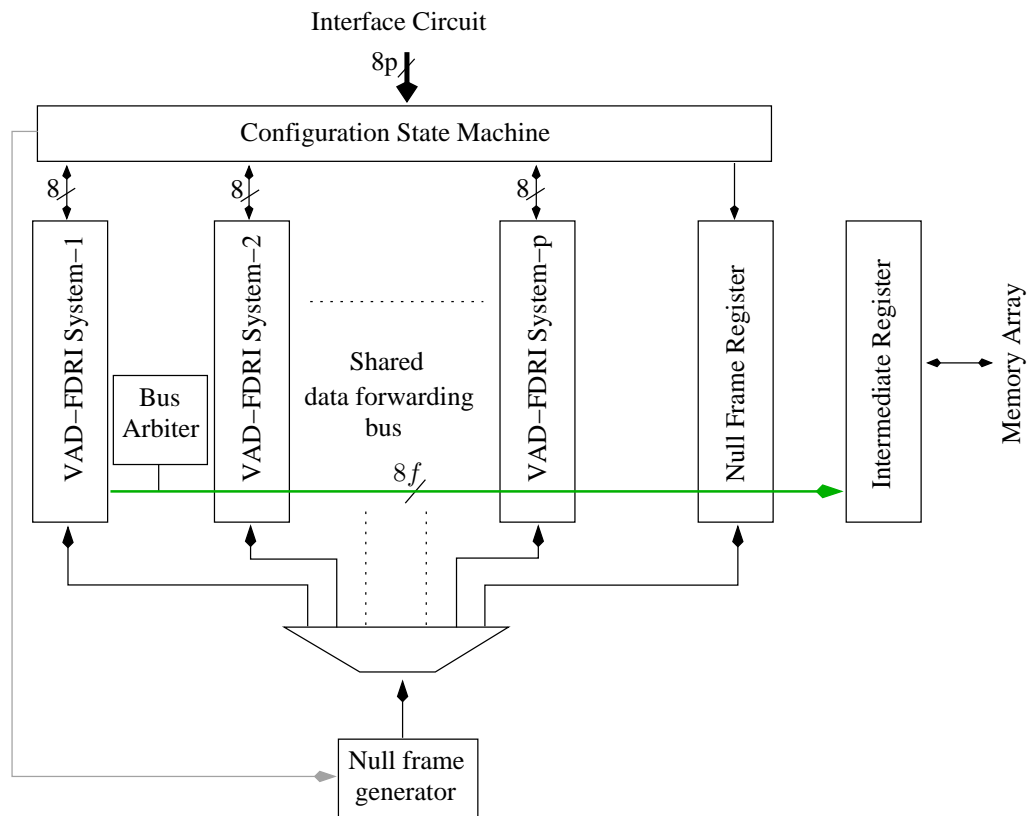 Interface Circuit
8p
Configuration State Machine
8
8
8
VAD−FDRI System−1
VAD−FDRI System−2
VAD−FDRI System−p
Null Frame Register
Intermediate Register
Memory Array
Bus
Arbiter
Shared
data forwarding
bus
8f
Null frame
generator